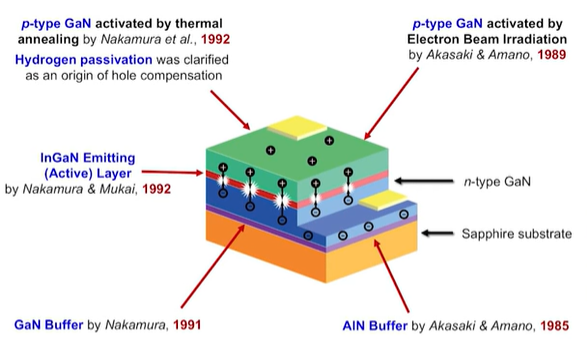 p-type GaN activated by thermal
annealing by Nakamura et al., 1992
Hydrogen passivation was clarified
as an origin of hole compensation
p-type GaN activated by
Electron Beam Irradiation
by Akasaki & Amano, 1989
InGaN Emitting
(Active) Layer
by Nakamura & Mukai, 1992
n-type GaN
Sapphire substrate
GaN Buffer by Nakamura, 1991
AlN Buffer by Akasaki & Amano, 1985